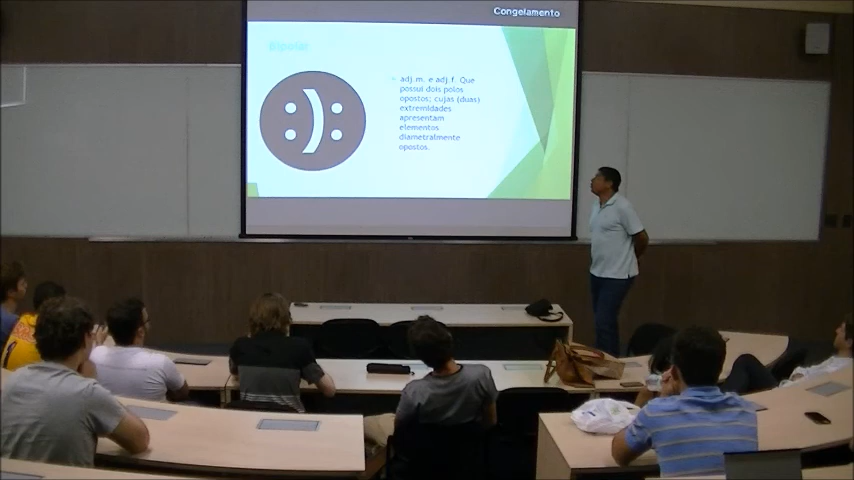 Congelamento
Bipolar
adj.m. e adj.f. Que
possui dois polos
opostos; cujas (duas)
extremidades
apresentam
elementos
diametralmente
opostos.